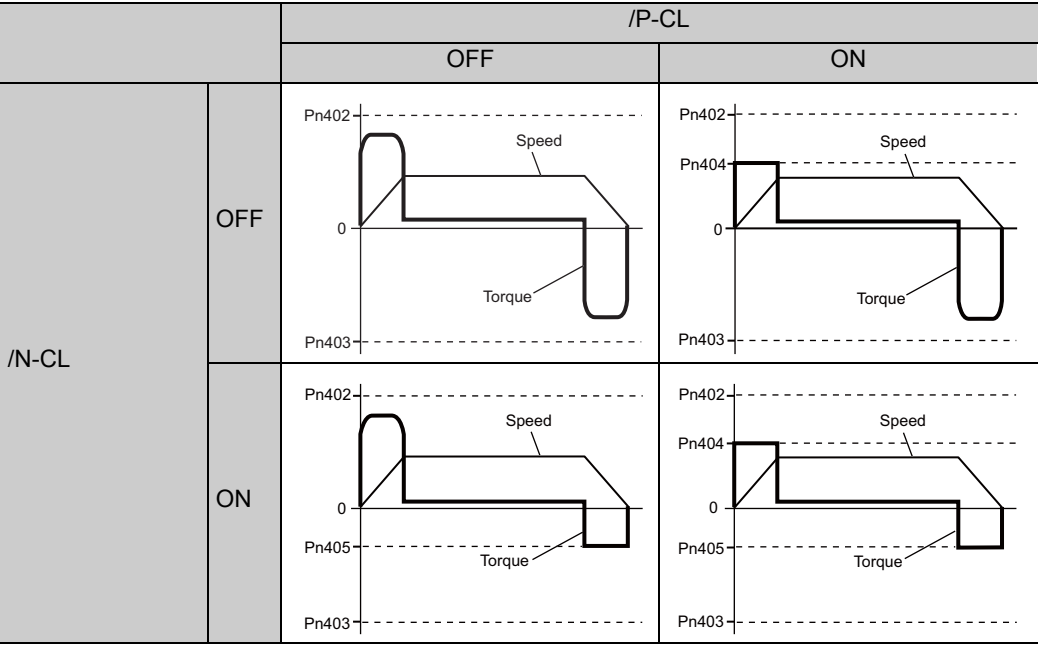 /P-CL
OFF ON
Pn402 Pn402
Speed Speed
Pn404
OFF
0 0
Torque Torque
Pn403 Pn403
/N-CL
Pn402 Pn402
Speed Speed
Pn404
ON
0 0
Pn405 Pn405
Torque Torque
Pn403 Pn403